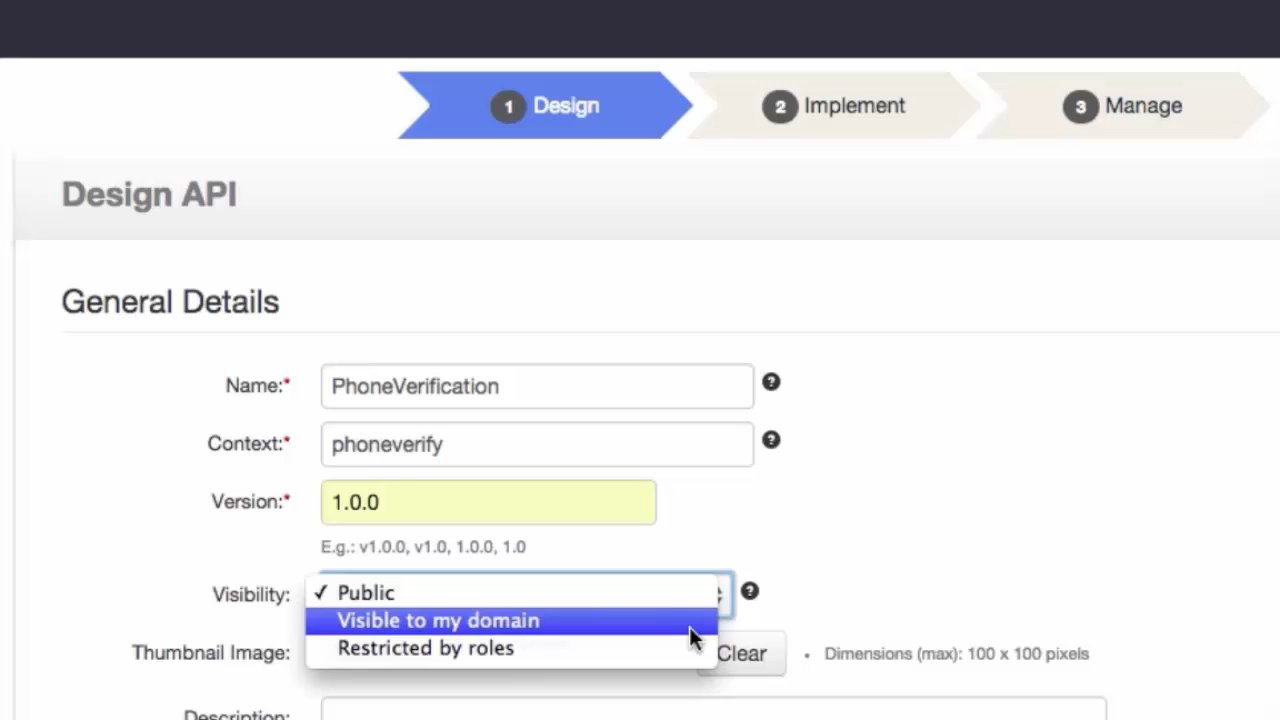 1 Design 2 Implement 3 Manage
Design API
General Details
Name:* PhoneVerification ?
Context:* phoneverify ?
Version:* 1.0.0
E.g.: v1.0.0, v1.0, 1.0.0, 1.0
Visibility: ✓ Public ?
Visible to my domain
Restricted by roles
Thumbnail Image: Clear • Dimensions (max): 100 x 100 pixels
Description: